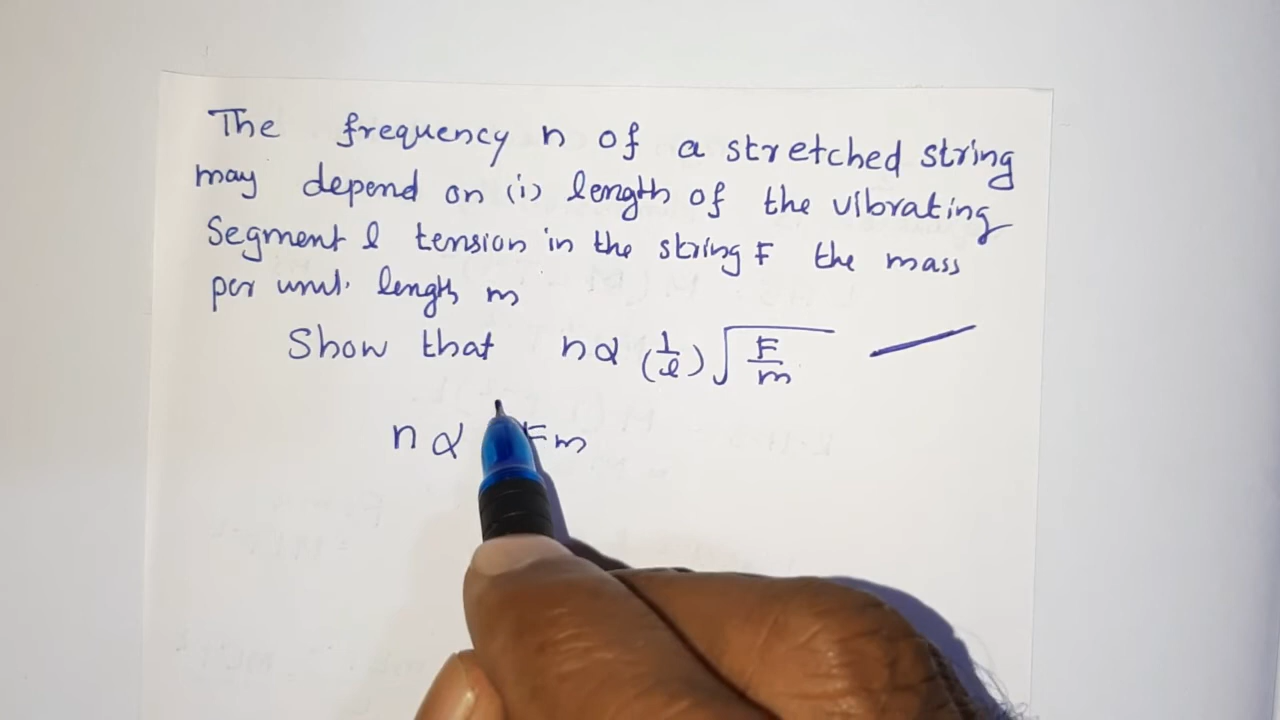 The frequency n of a stretched string
may depend on (i) length of the vibrating
Segment l tension in the string F the mass
per unit length m
Show that n α (1/l) √F/m
n α F m